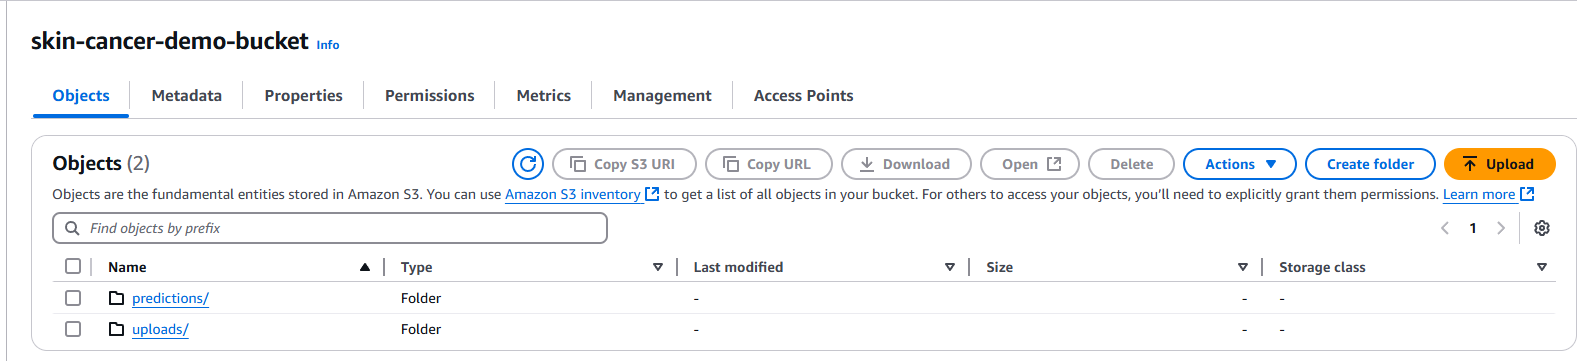 skin-cancer-demo-bucket Info
Objects Metadata Properties Permissions Metrics Management Access Points
Objects (2) Copy S3 URI Copy URL Download Open Delete Actions Create folder Upload
Objects are the fundamental entities stored in Amazon S3. You can use Amazon S3 inventory to get a list of all objects in your bucket. For others to access your objects, you’ll need to explicitly grant them permissions. Learn more
Find objects by prefix 1
Name Type Last modified Size Storage class
predictions/ Folder - - -
uploads/ Folder - - -